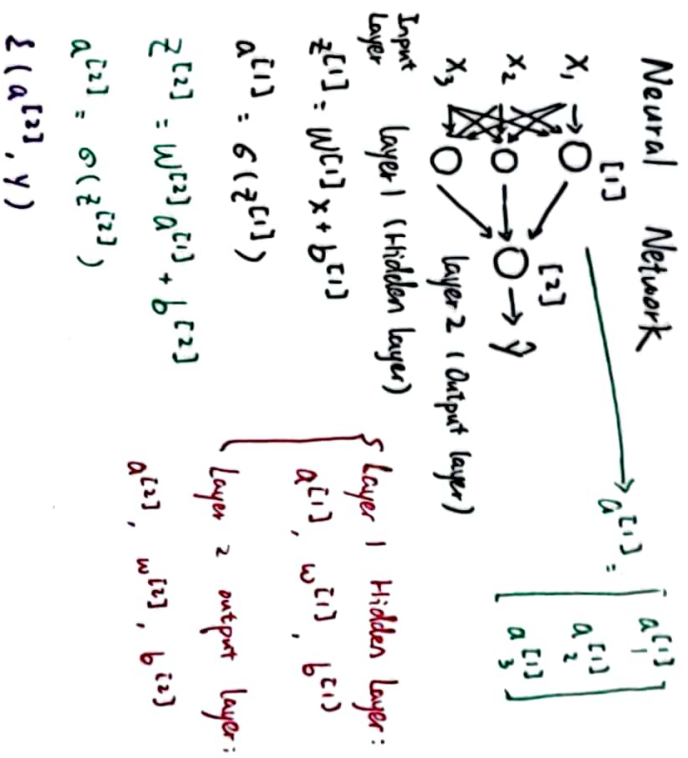 Neural Network
[1]
x₁
[2]
x₂
ŷ
x₃
Input Layer
layer 1 (Hidden layer)
layer 2 (Output layer)
a[1] = [ a₁[1]
a₂[1]
a₃[1] ]
z[1] = W[1] x + b[1]
a[1] = σ(z[1])
z[2] = W[2] a[1] + b[2]
a[2] = σ(z[2])
L(a[2], y)
Layer 1 Hidden Layer:
a[1], w[1], b[1]
Layer 2 output layer:
a[2], w[2], b[2]